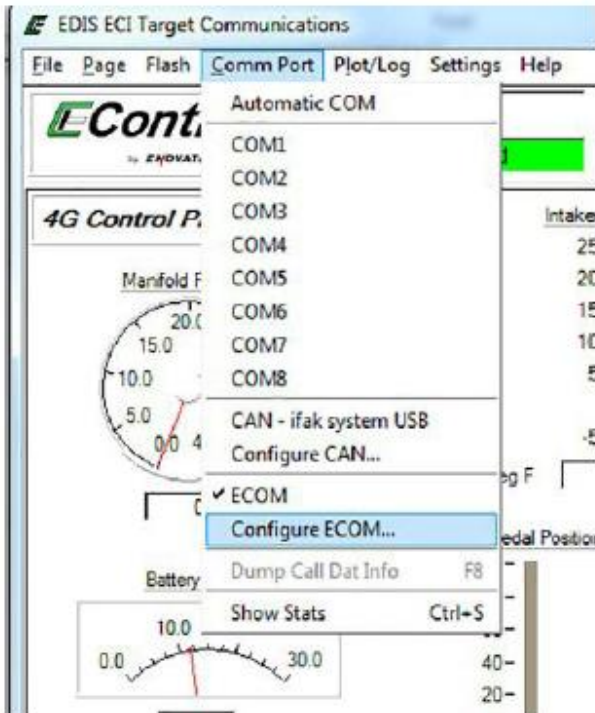 EDIS ECI Target Communications
File Page Flash Comm Port Plot/Log Settings Help
Automatic COM
COM1
COM2
COM3
COM4
COM5
COM6
COM7
COM8
CAN - ifak system USB
Configure CAN...
✔ ECOM
Configure ECOM...
Dump Call Dat Info F8
Show Stats Ctrl+S
ECont
by
4G Control P
Manifold
20.0
15.0
10.0
5.0
0.0 4
Intake
25
20
15
10
5
-5
eg F
edal Position
40-
20-
Battery
10.0
0.0 30.0